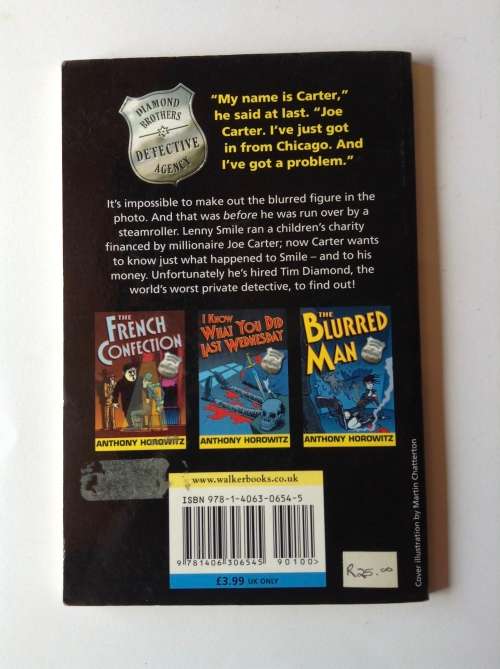 DIAMOND
BROTHERS
DETECTIVE
AGENCY
“My name is Carter,”
he said at last. “Joe
Carter. I’ve just got
in from Chicago. And
I’ve got a problem.”
It’s impossible to make out the blurred figure in the
photo. And that was before he was run over by a
steamroller. Lenny Smile ran a children’s charity
financed by millionaire Joe Carter; now Carter wants
to know just what happened to Smile – and to his
money. Unfortunately he’s hired Tim Diamond, the
world’s worst private detective, to find out!
THE
FRENCH
CONFECTION
ANTHONY HOROWITZ
I KNOW
WHAT YOU DID
LAST WEDNESDAY
ANTHONY HOROWITZ
THE
BLURRED
MAN
ANTHONY HOROWITZ
www.walkerbooks.co.uk
ISBN 978-1-4063-0654-5
9 781406 306545 90100>
£3.99 UK ONLY
R25.00
Cover illustration by Martin Chatterton